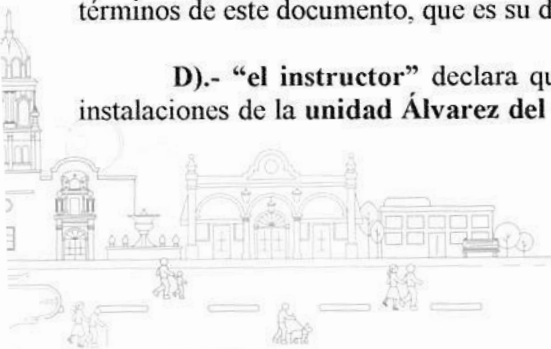 términos de este documento, que es su d
D).- “el instructor” declara qu
instalaciones de la unidad Álvarez del